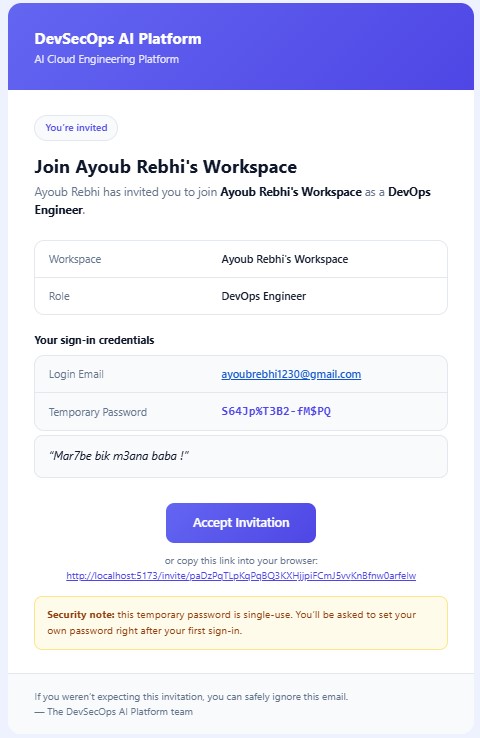 DevSecOps AI Platform
AI Cloud Engineering Platform
You're invited
Join Ayoub Rebhi's Workspace
Ayoub Rebhi has invited you to join Ayoub Rebhi's Workspace as a DevOps
Engineer.
Workspace Ayoub Rebhi's Workspace
Role DevOps Engineer
Your sign-in credentials
Login Email ayoubrebhi1230@gmail.com
Temporary Password S64Jp%T3B2-fM$PQ
“Mar7be bik m3ana baba !”
Accept Invitation
or copy this link into your browser:
http://localhost:5173/invite/paDzPqTLpKqPqBQ3KXHjjpiFCmJ5vvKnBfnw0arfeIw
Security note: this temporary password is single-use. You'll be asked to set your
own password right after your first sign-in.
If you weren't expecting this invitation, you can safely ignore this email.
— The DevSecOps AI Platform team